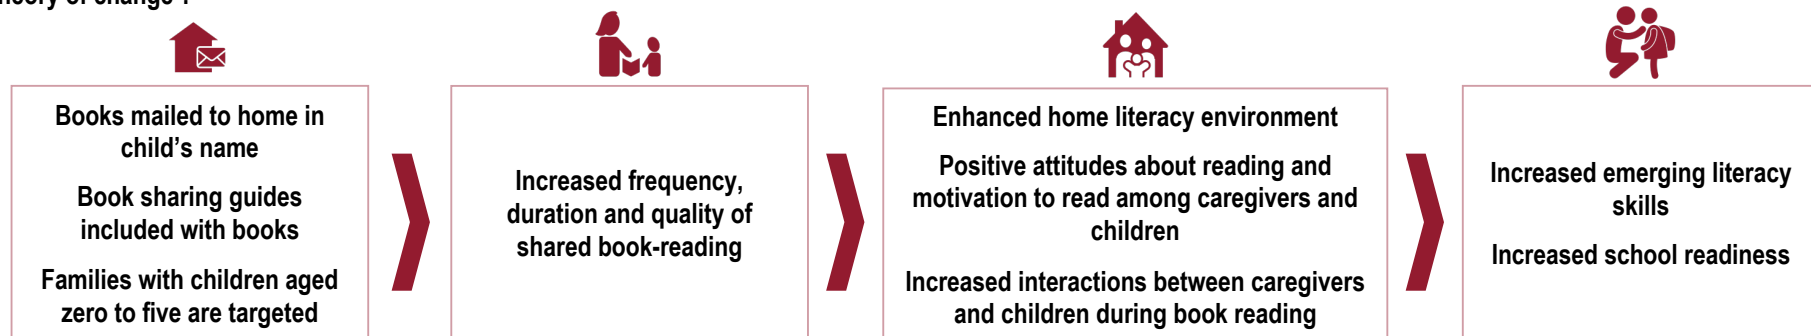 Books mailed to home in
child's name
Book sharing guides
included with books
Families with children aged
zero to five are targeted
Increased frequency,
duration and quality of
shared book-reading
Enhanced home literacy environment
Positive attitudes about reading and
motivation to read among caregivers and
children
Increased interactions between caregivers
and children during book reading
Increased emerging literacy
skills
Increased school readiness